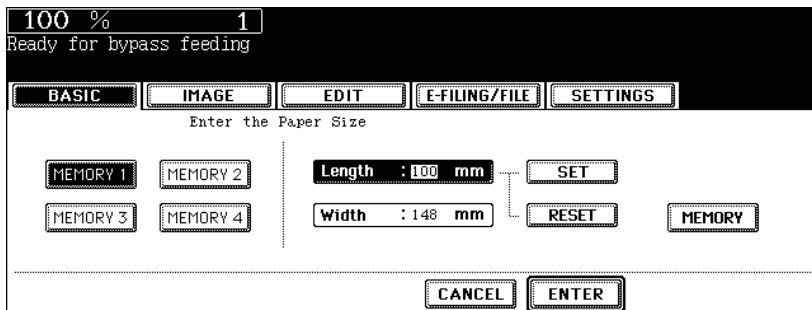 100 % 1
Ready for bypass feeding
BASIC IMAGE EDIT E-FILING/FILE SETTINGS
Enter the Paper Size
MEMORY 1 MEMORY 2 Length :100 mm SET
MEMORY 3 MEMORY 4 Width :148 mm RESET MEMORY
CANCEL ENTER